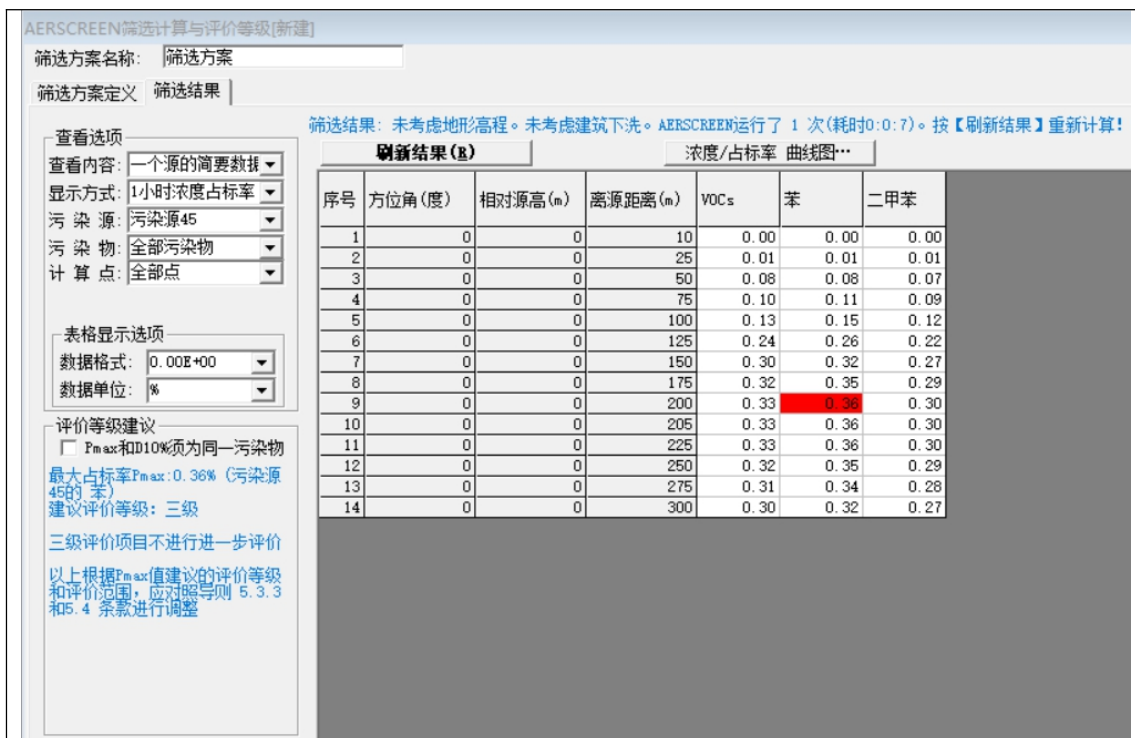 AERSCREEN筛选计算与评价等级[新建]
筛选方案名称: 筛选方案
筛选方案定义 筛选结果
筛选结果: 未考虑地形高程。未考虑建筑下洗。AERSCREEN运行了 1 次(耗时0:0:7)。按【刷新结果】重新计算!
刷新结果(R) 浓度/占标率 曲线图…
查看选项
查看内容: 一个源的简要数据
显示方式: 1小时浓度占标率
污 染 源: 污染源45
污 染 物: 全部污染物
计 算 点: 全部点
表格显示选项
数据格式: 0.00E+00
数据单位: %
评价等级建议
Pmax和D10%须为同一污染物
最大占标率Pmax:0.36% (污染源
45的 苯)
建议评价等级: 三级
三级评价项目不进行进一步评价
以上根据Pmax值建议的评价等级
和评价范围,应对照导则 5.3.3
和5.4 条款进行调整
序号 方位角(度) 相对源高(m) 离源距离(m) VOCs 苯 二甲苯
1 0 0 10 0.00 0.00 0.00
2 0 0 25 0.01 0.01 0.01
3 0 0 50 0.08 0.08 0.07
4 0 0 75 0.10 0.11 0.09
5 0 0 100 0.13 0.15 0.12
6 0 0 125 0.24 0.26 0.22
7 0 0 150 0.30 0.32 0.27
8 0 0 175 0.32 0.35 0.29
9 0 0 200 0.33 0.36 0.30
10 0 0 205 0.33 0.36 0.30
11 0 0 225 0.33 0.36 0.30
12 0 0 250 0.32 0.35 0.29
13 0 0 275 0.31 0.34 0.28
14 0 0 300 0.30 0.32 0.27